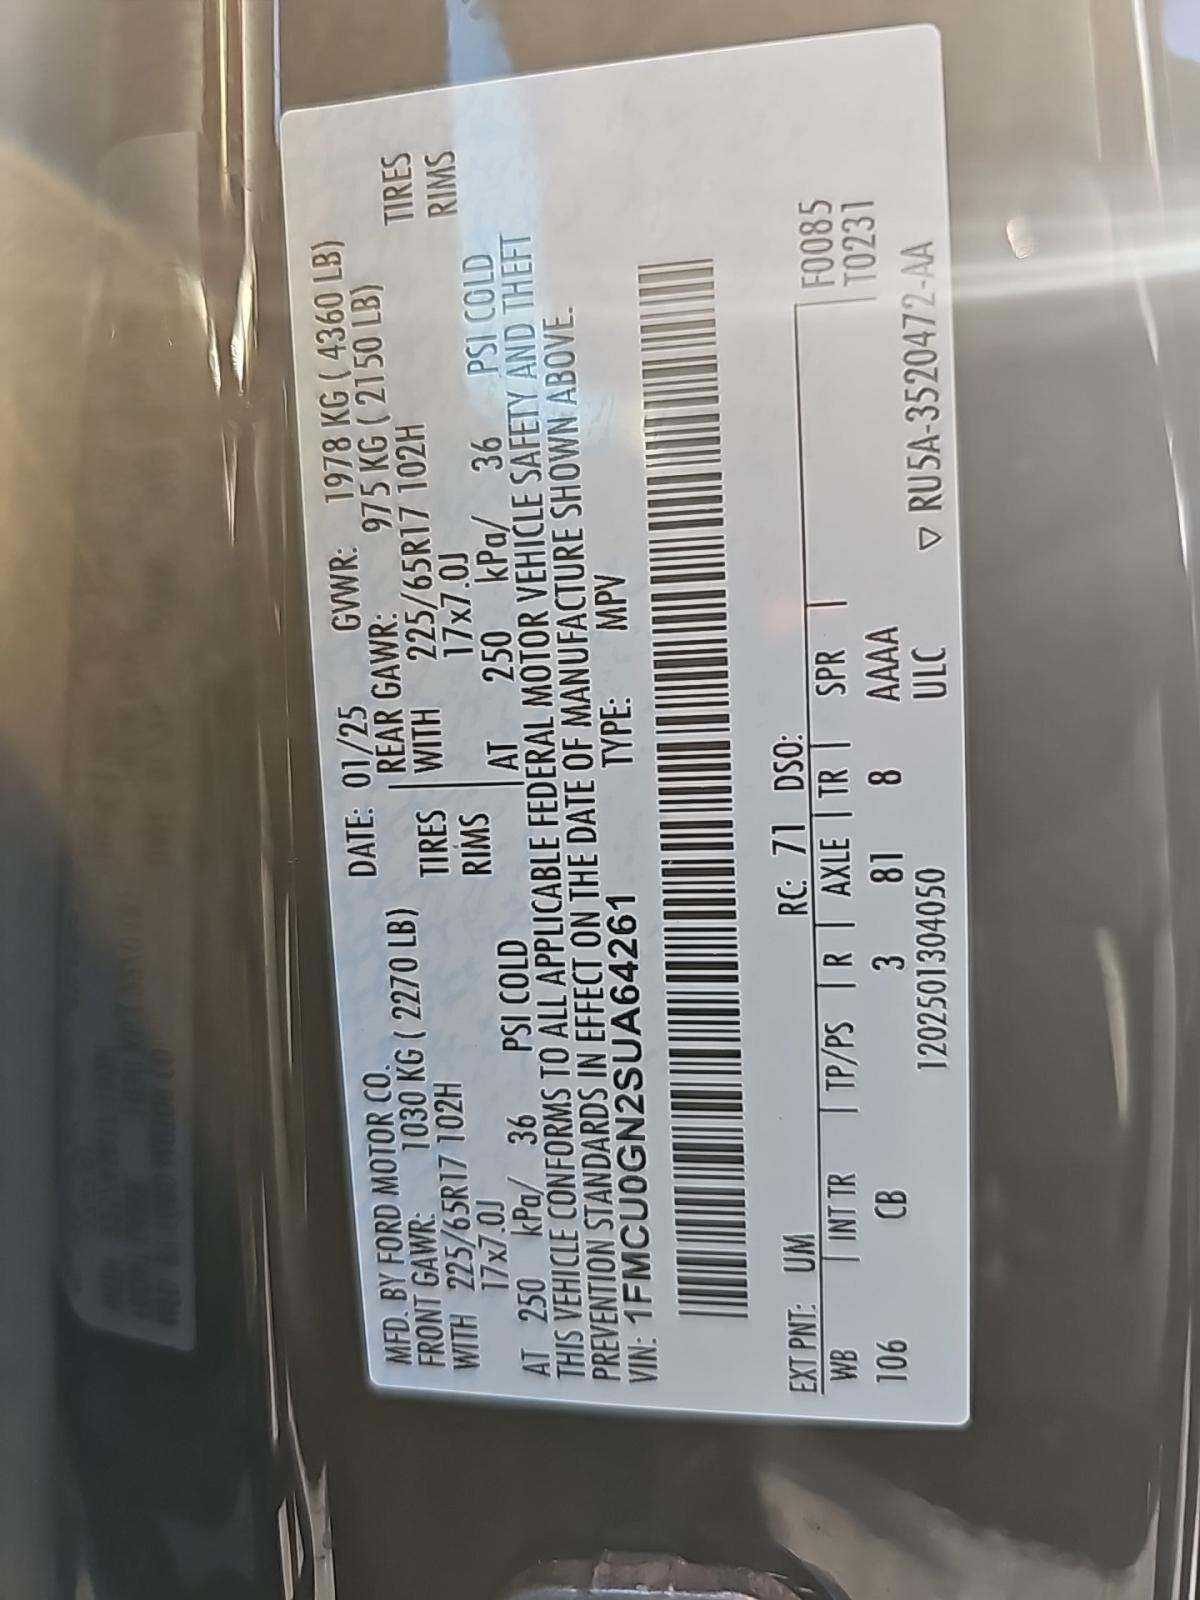 MFD. BY FORD MOTOR CO. DATE: 01/25 GVWR: 1978 KG ( 4360 LB)
FRONT GAWR: 1030 KG ( 2270 LB) REAR GAWR: 975 KG ( 2150 LB)
WITH 225/65R17 102H TIRES WITH 225/65R17 102H TIRES
17x7.0J RIMS 17x7.0J RIMS
AT 250 kPa/ 36 PSI COLD AT 250 kPa/ 36 PSI COLD
THIS VEHICLE CONFORMS TO ALL APPLICABLE FEDERAL MOTOR VEHICLE SAFETY AND THEFT
PREVENTION STANDARDS IN EFFECT ON THE DATE OF MANUFACTURE SHOWN ABOVE.
VIN: 1FMCU0GN2SUA64261 TYPE: MPV
EXT PNT: UM RC: 71 DSO: F0085
WB | INT TR | TP/PS | R | AXLE | TR | SPR | T0231
106 CB 3 81 8 AAAA
120250130405​0 ULC ▽ RU5A-3520472-AA